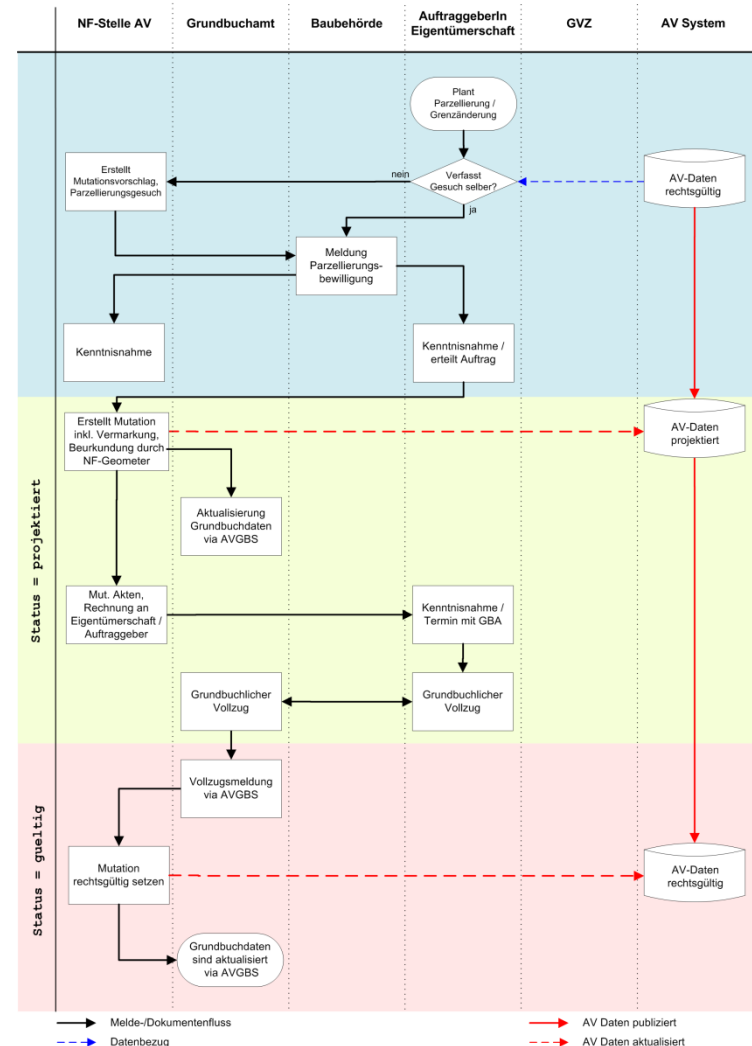 NF-Stelle AV
Grundbuchamt
Baubehörde
AuftraggeberIn
Eigentümerschaft
GVZ
AV System
Plant
Parzellierung /
Grenzänderung
Erstellt
Mutationsvorschlag,
Parzellierungsgesuch
nein
Verfasst
Gesuch selber?
ja
AV-Daten
rechtsgültig
Meldung
Parzellierungs-
bewilligung
Kenntnisnahme
Kenntnisnahme /
erteilt Auftrag
Status = projektiert
Erstellt Mutation
inkl. Vermarkung,
Beurkundung durch
NF-Geometer
AV-Daten
projektiert
Aktualisierung
Grundbuchdaten
via AVGBS
Mut. Akten,
Rechnung an
Eigentümerschaft /
Auftraggeber
Kenntnisnahme /
Termin mit GBA
Grundbuchlicher
Vollzug
Grundbuchlicher
Vollzug
Status = gueltig
Vollzugsmeldung
via AVGBS
Mutation
rechtsgültig setzen
AV-Daten
rechtsgültig
Grundbuchdaten
sind aktualisiert
via AVGBS
Melde-/Dokumentenfluss
AV Daten publiziert
Datenbezug
AV Daten aktualisiert